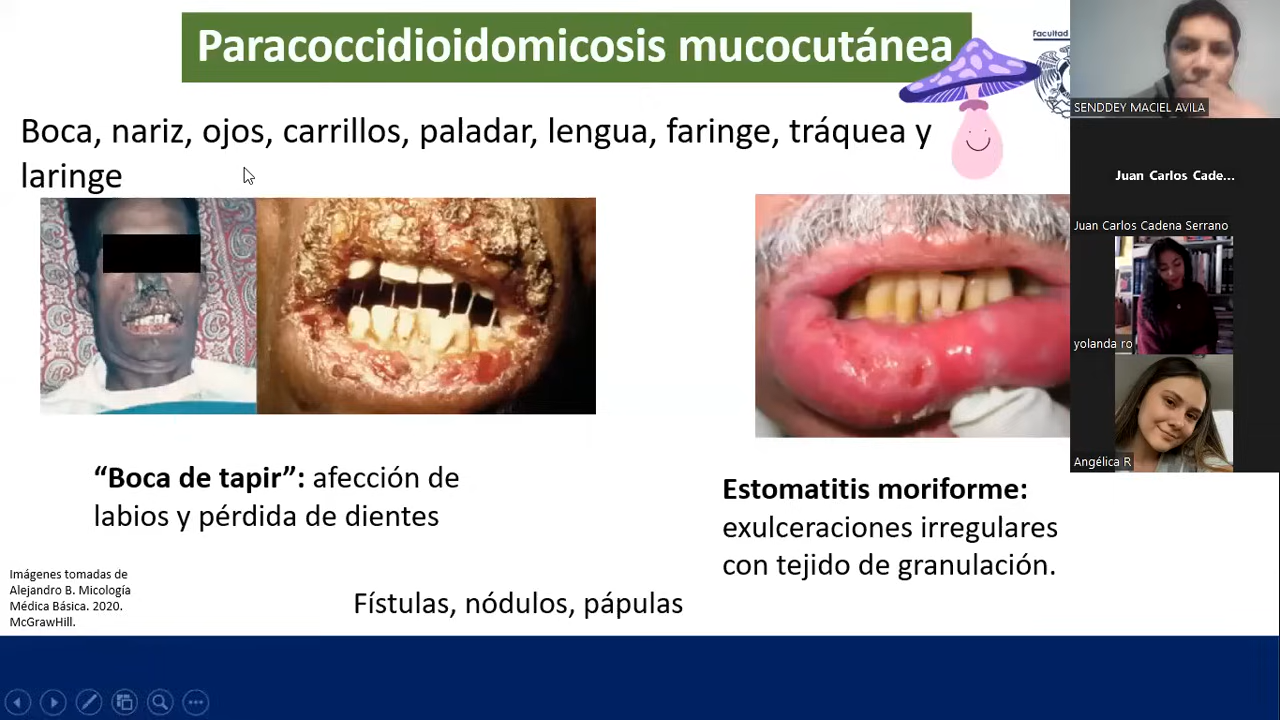 Paracoccidioidomicosis mucocutánea
Facultad
SENDDEY MACIEL AVILA
Boca, nariz, ojos, carrillos, paladar, lengua, faringe, tráquea y
laringe
Juan Carlos Cade...
Juan Carlos Cadena Serrano
yolanda ro
Angélica R
“Boca de tapir”: afección de
labios y pérdida de dientes
Estomatitis moriforme:
exulceraciones irregulares
con tejido de granulación.
Imágenes tomadas de
Alejandro B. Micología
Médica Básica. 2020.
McGrawHill.
Fístulas, nódulos, pápulas